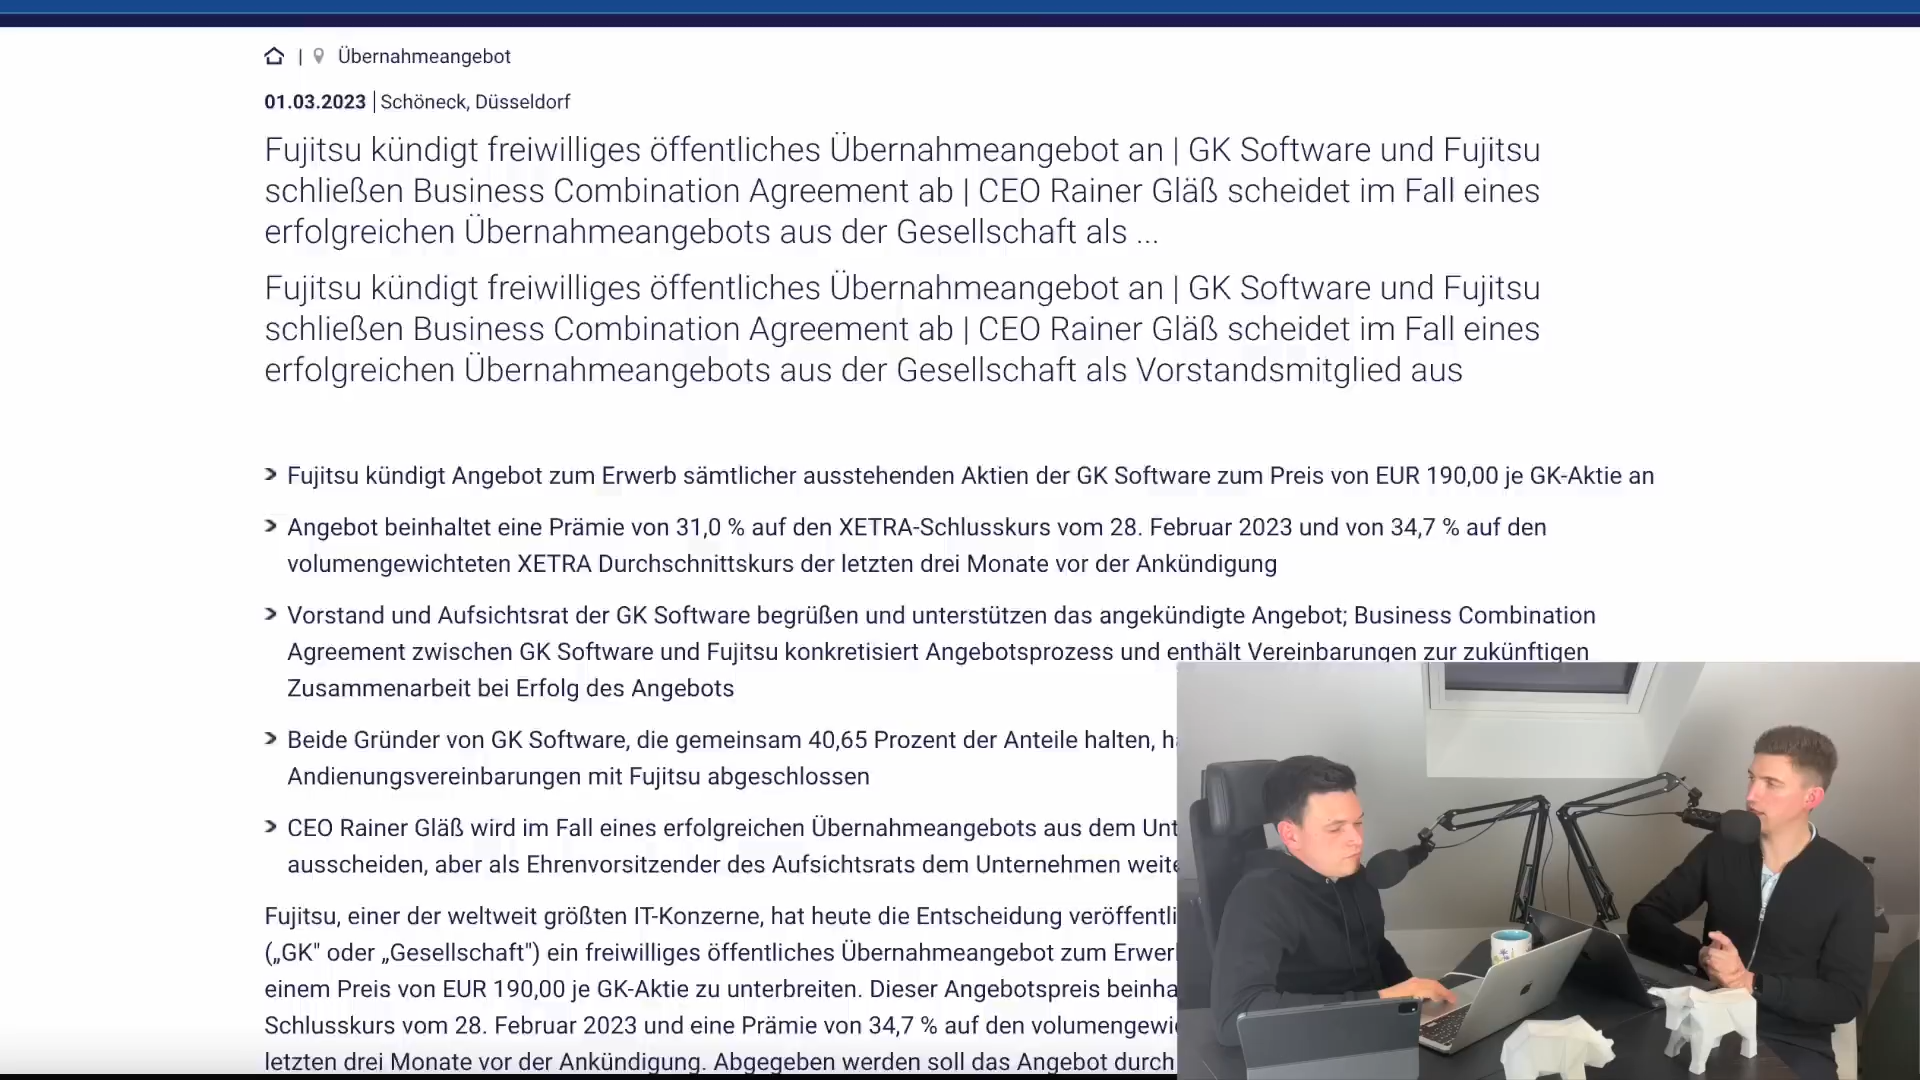 | Übernahmeangebot
01.03.2023 | Schöneck, Düsseldorf
Fujitsu kündigt freiwilliges öffentliches Übernahmeangebot an | GK Software und Fujitsu
schließen Business Combination Agreement ab | CEO Rainer Gläß scheidet im Fall eines
erfolgreichen Übernahmeangebots aus der Gesellschaft als ...
Fujitsu kündigt freiwilliges öffentliches Übernahmeangebot an | GK Software und Fujitsu
schließen Business Combination Agreement ab | CEO Rainer Gläß scheidet im Fall eines
erfolgreichen Übernahmeangebots aus der Gesellschaft als Vorstandsmitglied aus
Fujitsu kündigt Angebot zum Erwerb sämtlicher ausstehenden Aktien der GK Software zum Preis von EUR 190,00 je GK-Aktie an
Angebot beinhaltet eine Prämie von 31,0 % auf den XETRA-Schlusskurs vom 28. Februar 2023 und von 34,7 % auf den
volumengewichteten XETRA Durchschnittskurs der letzten drei Monate vor der Ankündigung
Vorstand und Aufsichtsrat der GK Software begrüßen und unterstützen das angekündigte Angebot; Business Combination
Agreement zwischen GK Software und Fujitsu konkretisiert Angebotsprozess und enthält Vereinbarungen zur zukünftigen
Zusammenarbeit bei Erfolg des Angebots
Beide Gründer von GK Software, die gemeinsam 40,65 Prozent der Anteile halten,
Andienungsvereinbarungen mit Fujitsu abgeschlossen
CEO Rainer Gläß wird im Fall eines erfolgreichen Übernahmeangebots aus dem
ausscheiden, aber als Ehrenvorsitzender des Aufsichtsrats dem Unternehmen
Fujitsu, einer der weltweit größten IT-Konzerne, hat heute die Entscheidung
(„GK" oder „Gesellschaft") ein freiwilliges öffentliches Übernahmeangebot zum
einem Preis von EUR 190,00 je GK-Aktie zu unterbreiten. Dieser Angebotspreis
Schlusskurs vom 28. Februar 2023 und eine Prämie von 34,7 % auf den
letzten drei Monate vor der Ankündigung. Abgegeben werden soll das Angebot durch